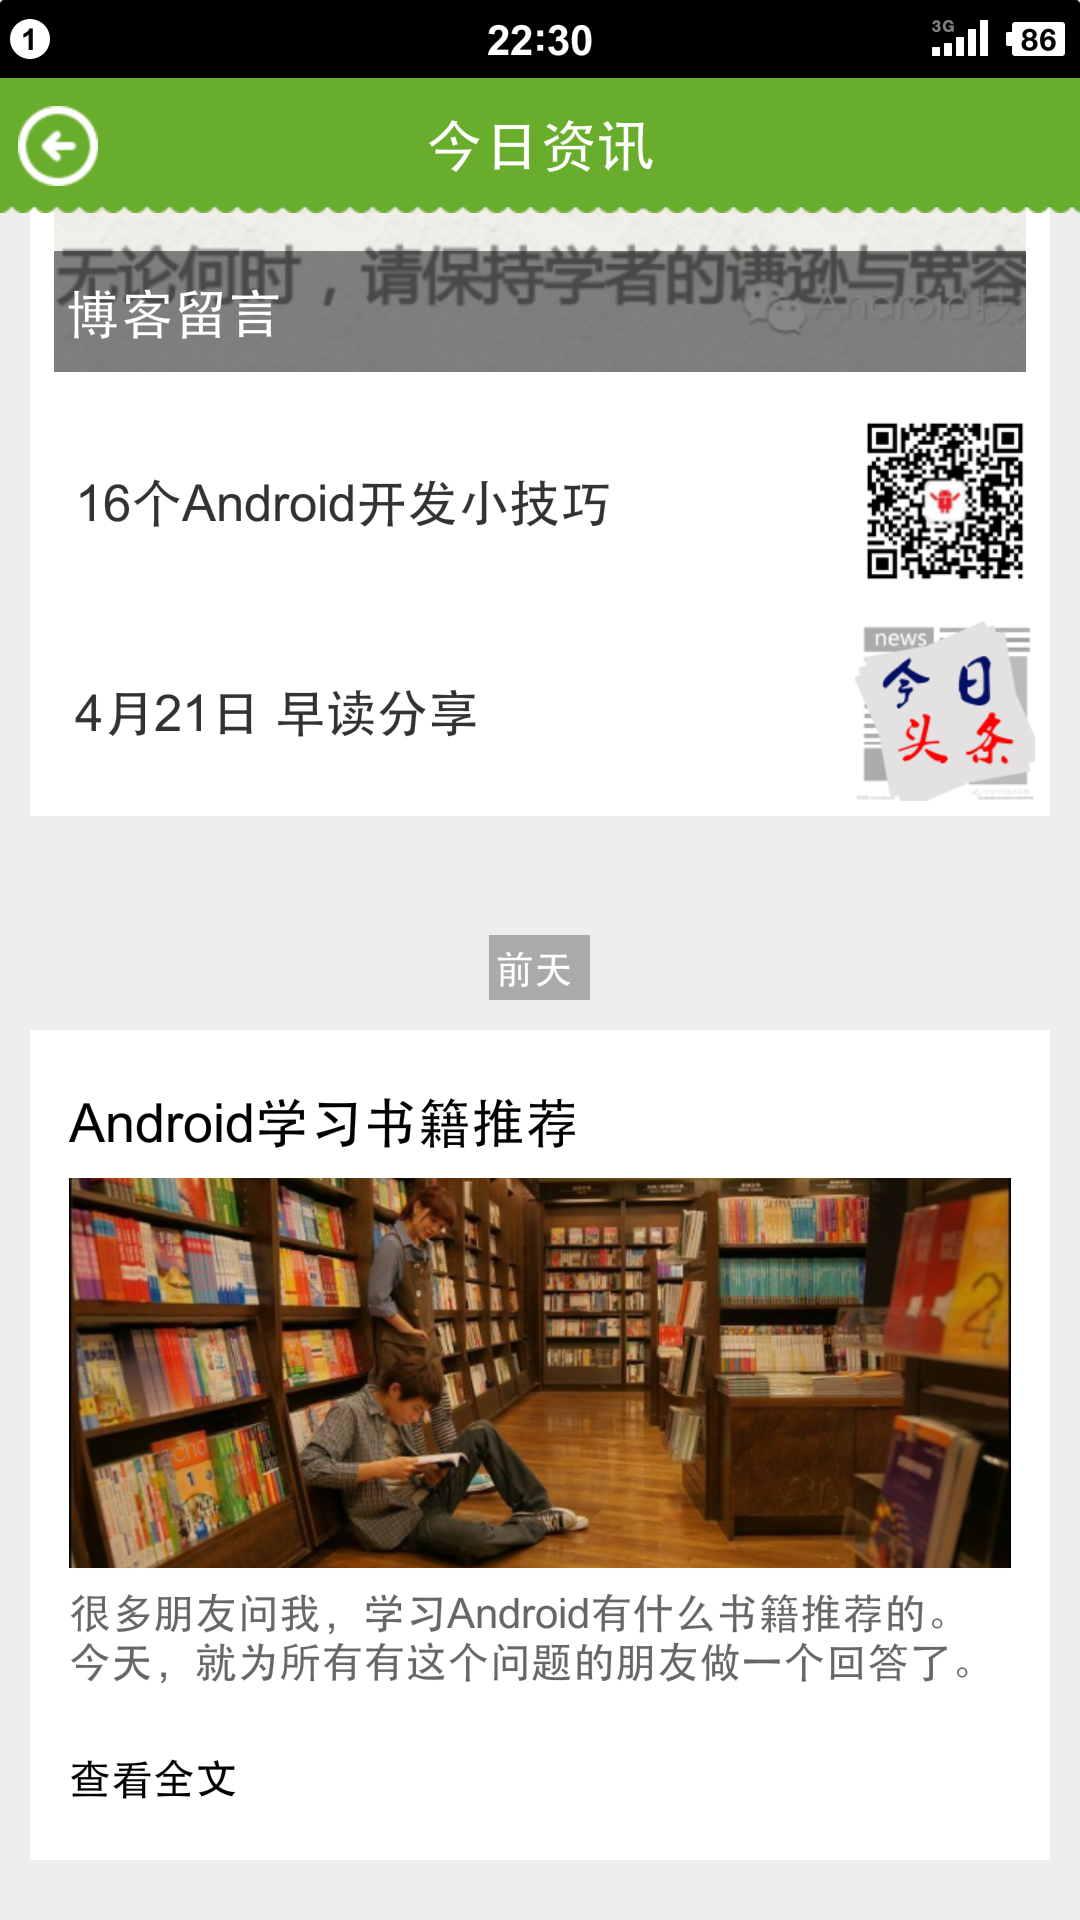 1
22:30
3G
86
今日资讯
无论何时，请保持学者的谦逊与宽容
博客留言
16个Android开发小技巧
news
4月21日 早读分享
今日
头条
前天
Android学习书籍推荐
很多朋友问我，学习Android有什么书籍推荐的。
今天，就为所有有这个问题的朋友做一个回答了。
查看全文